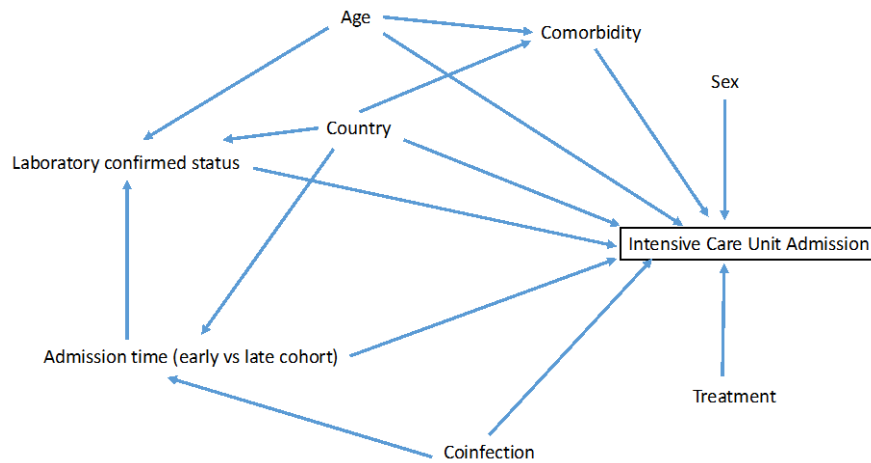 Age
Comorbidity
Sex
Country
Laboratory confirmed status
Intensive Care Unit Admission
Admission time (early vs late cohort)
Treatment
Coinfection